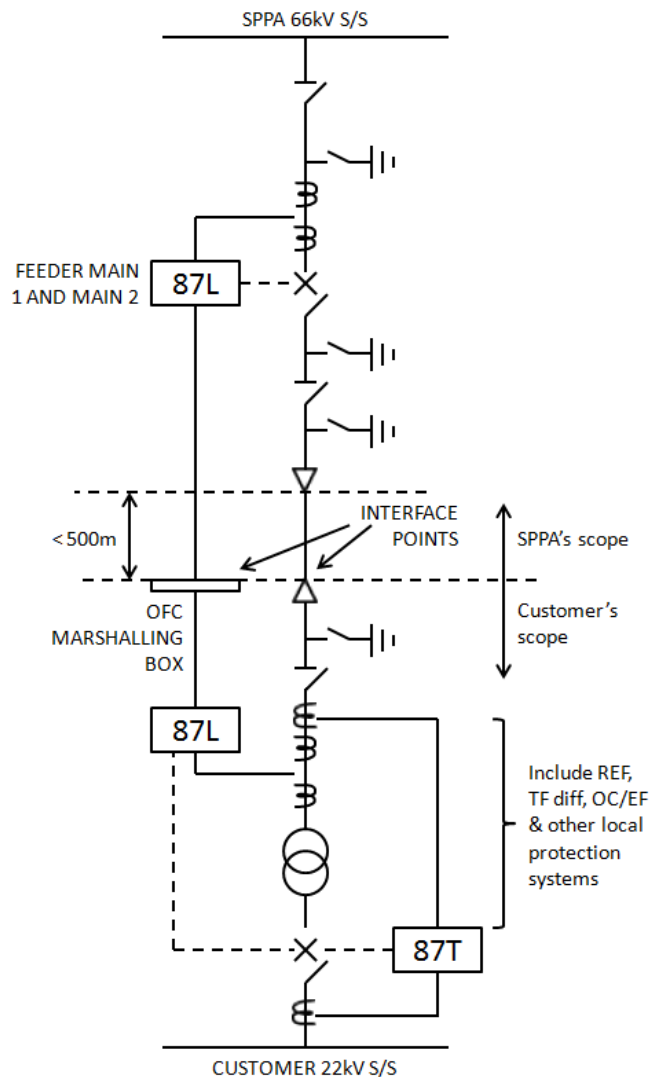 SPPA 66kV S/S
FEEDER MAIN
1 AND MAIN 2
87L
< 500m
INTERFACE
POINTS
SPPA's scope
Customer's
scope
OFC
MARSHALLING
BOX
87L
Include REF,
TF diff, OC/EF
& other local
protection
systems
87T
CUSTOMER 22kV S/S